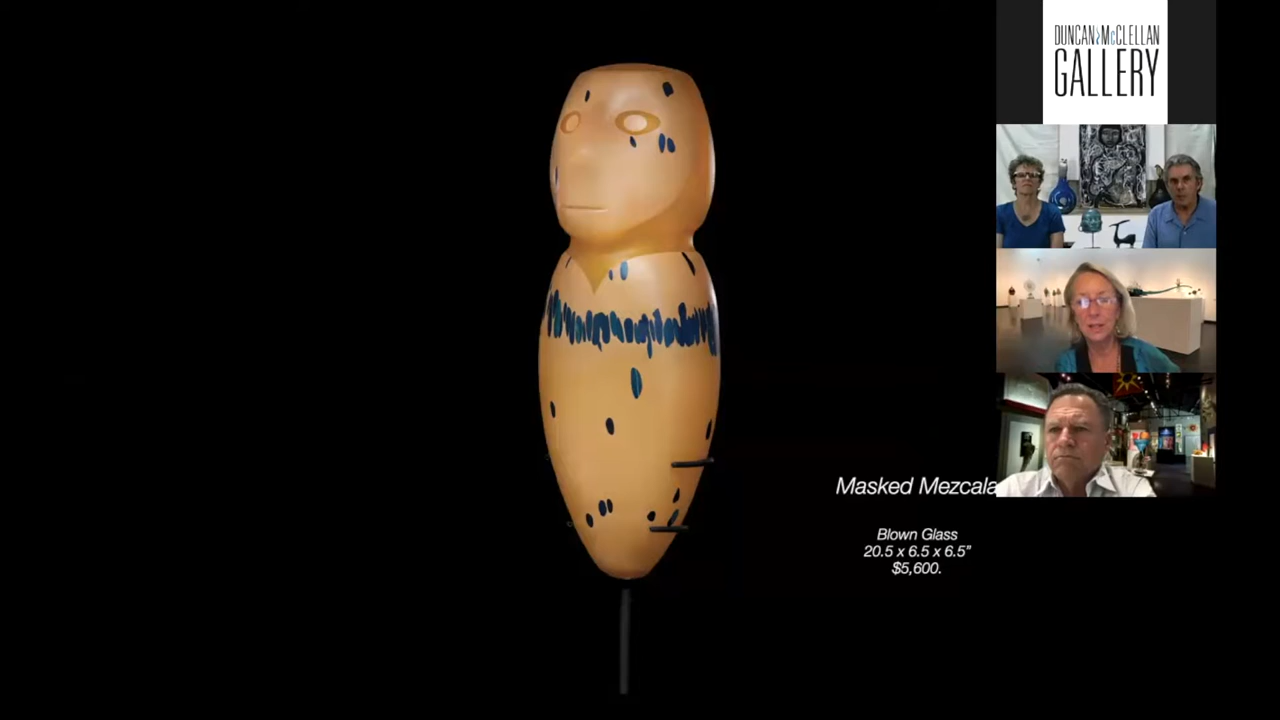 DUNCAN McCLELLAN
GALLERY
Masked Mezcala
Blown Glass
20.5 x 6.5 x 6.5”
$5,600.